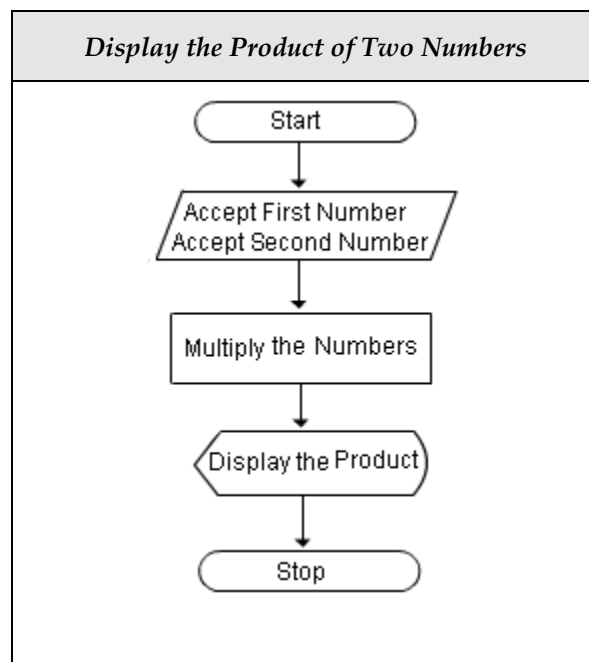 Display the Product of Two Numbers
Start
Accept First Number
Accept Second Number
Multiply the Numbers
Display the Product
Stop